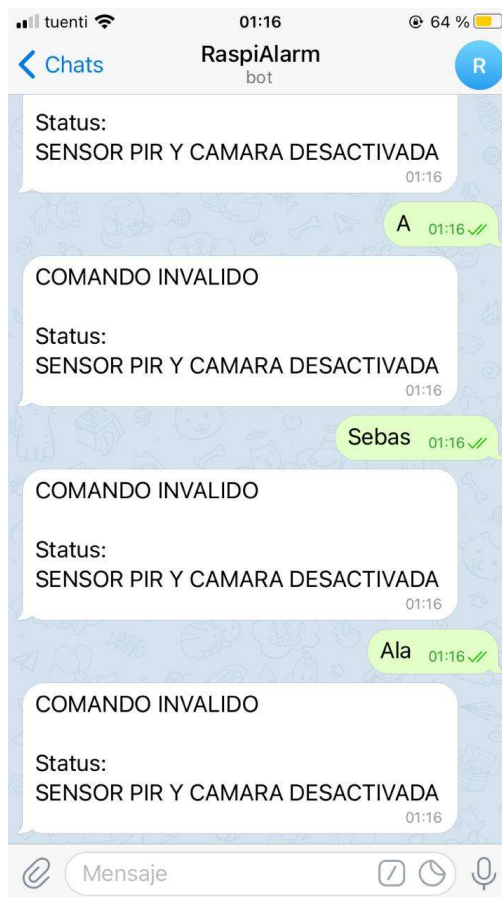 tuenti 01:16 64 %
Chats RaspiAlarm R
bot
Status:
SENSOR PIR Y CAMARA DESACTIVADA
01:16
A 01:16
COMANDO INVALIDO
Status:
SENSOR PIR Y CAMARA DESACTIVADA
01:16
Sebas 01:16
COMANDO INVALIDO
Status:
SENSOR PIR Y CAMARA DESACTIVADA
01:16
Ala 01:16
COMANDO INVALIDO
Status:
SENSOR PIR Y CAMARA DESACTIVADA
01:16
Mensaje